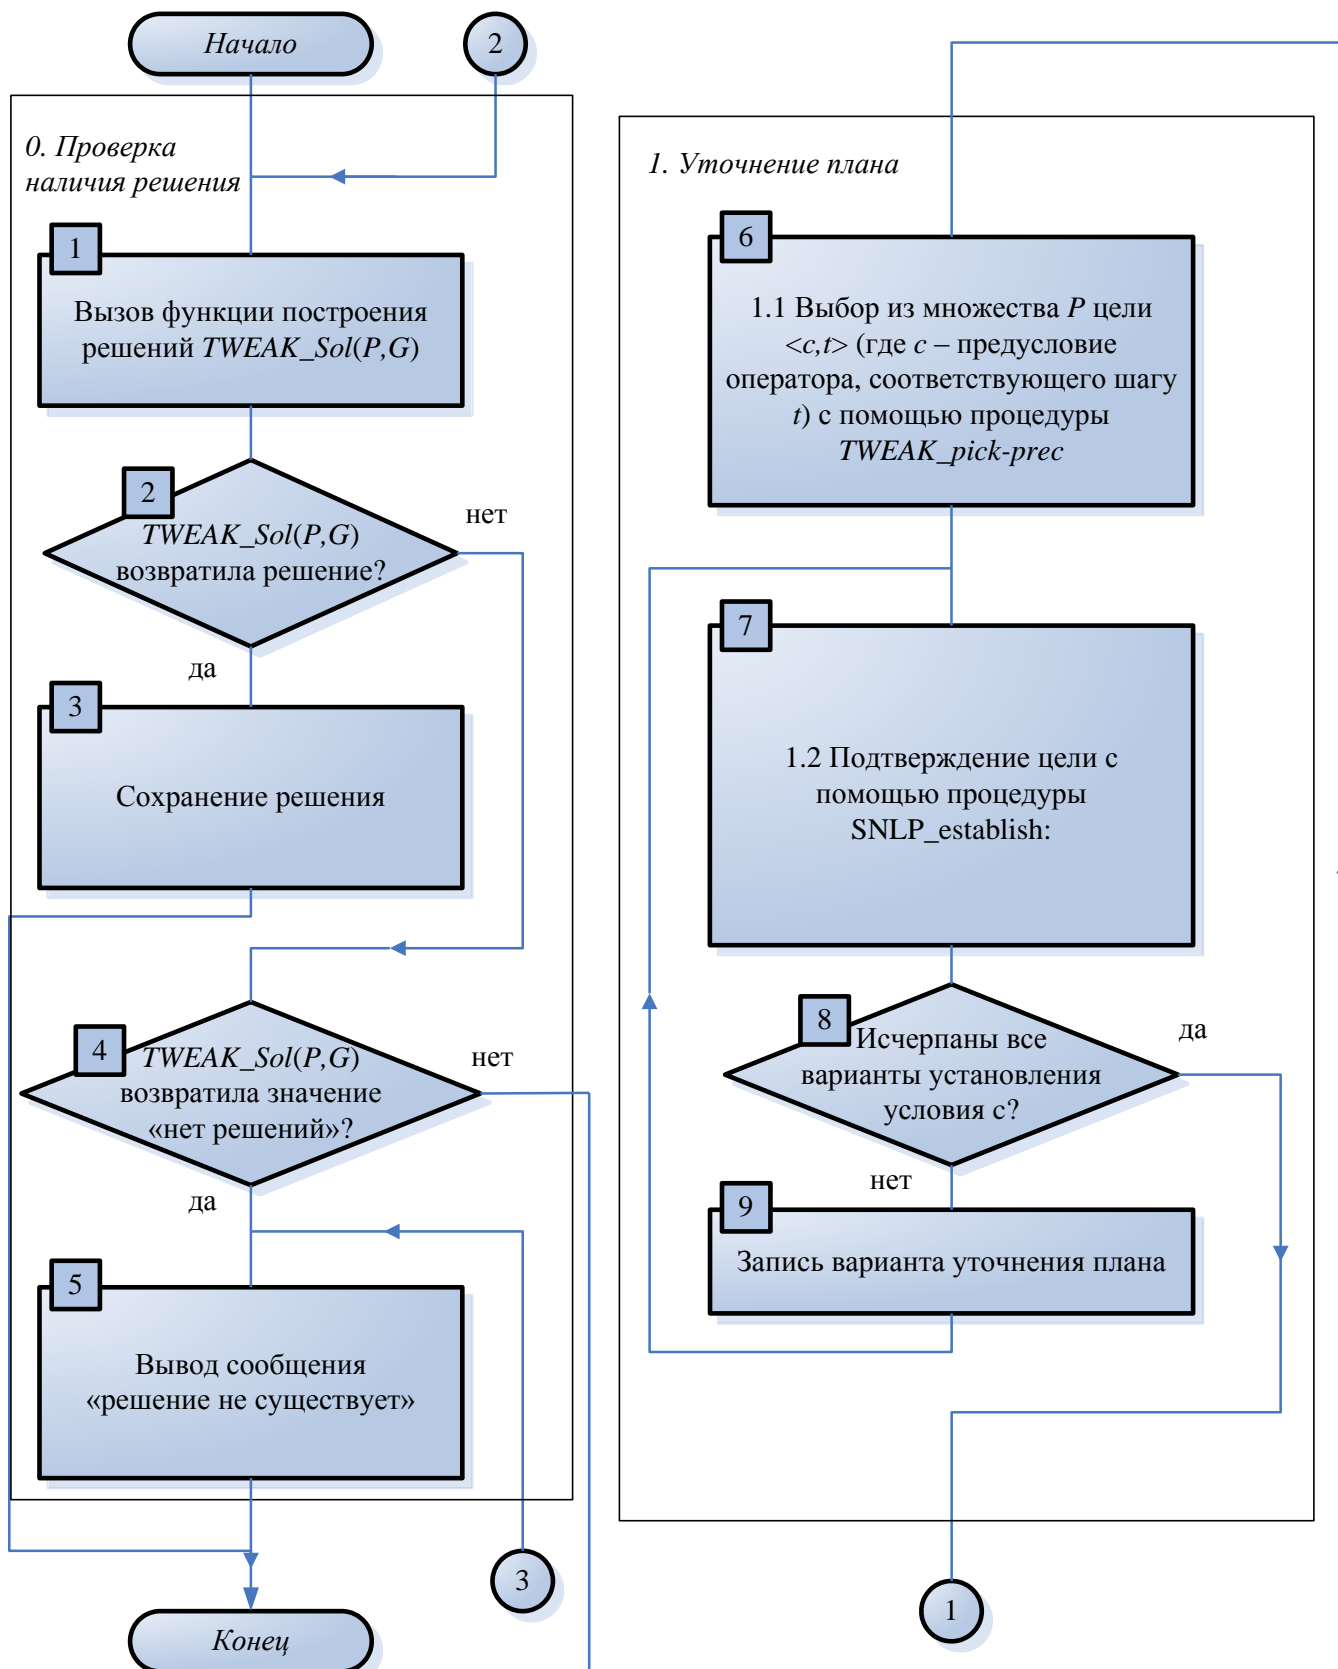 Начало
2
0. Проверка
наличия решения
1
Вызов функции построения
решений TWEAK_Sol(P,G)
2
TWEAK_Sol(P,G)
возвратила решение?
нет
да
3
Сохранение решения
4
TWEAK_Sol(P,G)
возвратила значение
«нет решений»?
нет
да
5
Вывод сообщения
«решение не существует»
3
Конец
1. Уточнение плана
6
1.1 Выбор из множества P цели
<c,t> (где c – предусловие
оператора, соответствующего шагу
t) с помощью процедуры
TWEAK_pick-prec
7
1.2 Подтверждение цели с
помощью процедуры
SNLP_establish:
8
Исчерпаны все
варианты установления
условия c?
да
нет
9
Запись варианта уточнения плана
1